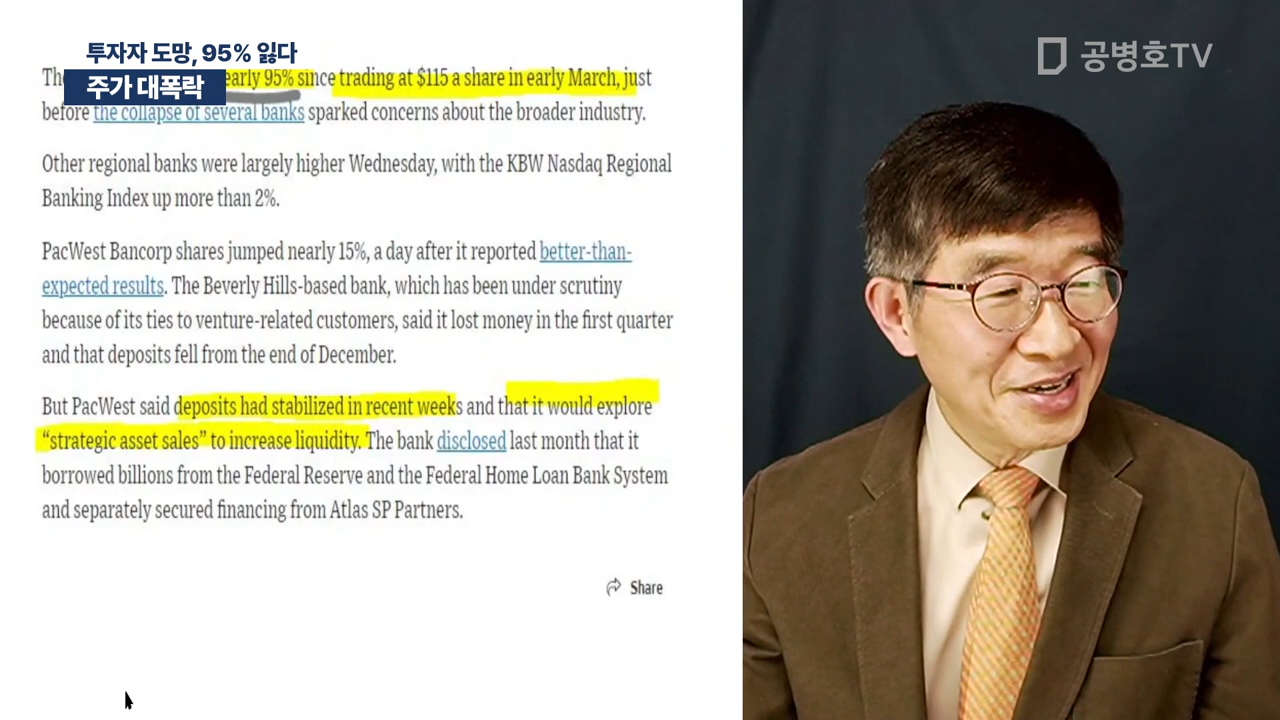 투자자 도망, 95% 잃다
주가 대폭락
공병호TV
early 95% since trading at $115 a share in early March, just
before the collapse of several banks sparked concerns about the broader industry.
Other regional banks were largely higher Wednesday, with the KBW Nasdaq Regional
Banking Index up more than 2%.
PacWest Bancorp shares jumped nearly 15%, a day after it reported better-than-
expected results. The Beverly Hills-based bank, which has been under scrutiny
because of its ties to venture-related customers, said it lost money in the first quarter
and that deposits fell from the end of December.
But PacWest said deposits had stabilized in recent weeks and that it would explore
“strategic asset sales” to increase liquidity. The bank disclosed last month that it
borrowed billions from the Federal Reserve and the Federal Home Loan Bank System
and separately secured financing from Atlas SP Partners.
Share